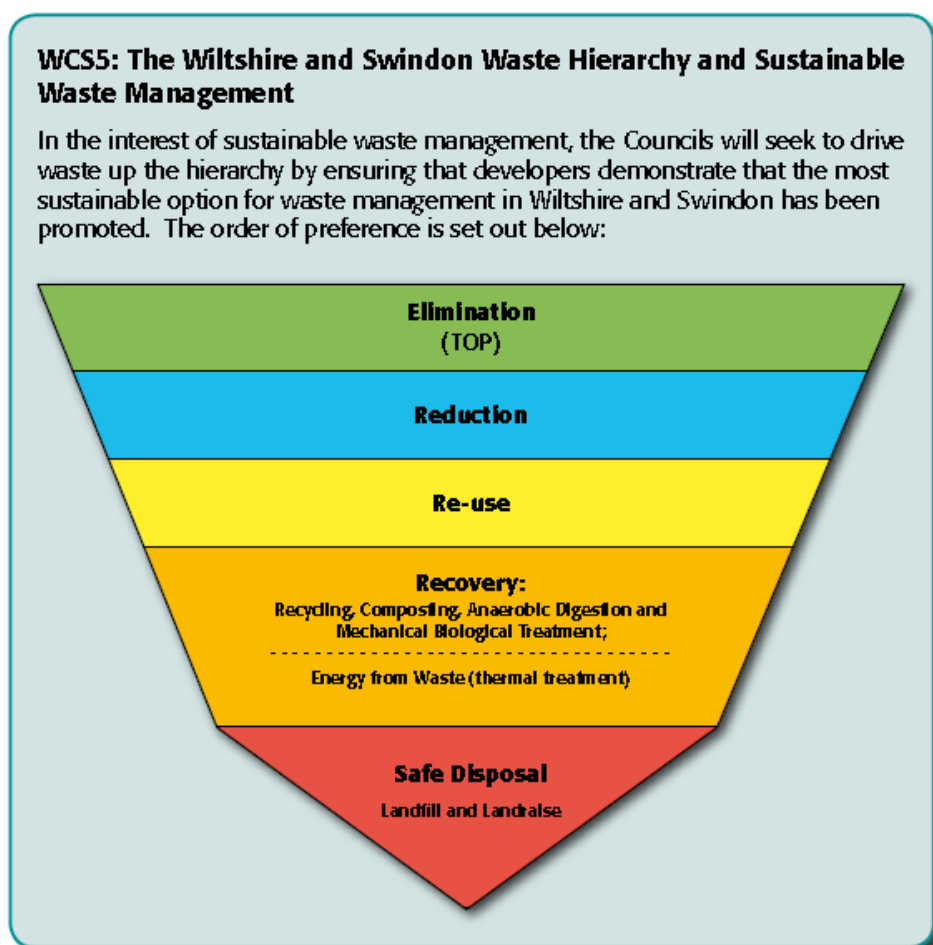 WCS5: The Wiltshire and Swindon Waste Hierarchy and Sustainable
Waste Management
In the interest of sustainable waste management, the Councils will seek to drive
waste up the hierarchy by ensuring that developers demonstrate that the most
sustainable option for waste management in Wiltshire and Swindon has been
promoted. The order of preference is set out below:
Elimination
(TOP)
Reduction
Re-use
Recovery:
Recycling, Composting, Anaerobic Digestion and
Mechanical Biological Treatment;
Energy from Waste (thermal treatment)
Safe Disposal
Landfill and Landraise